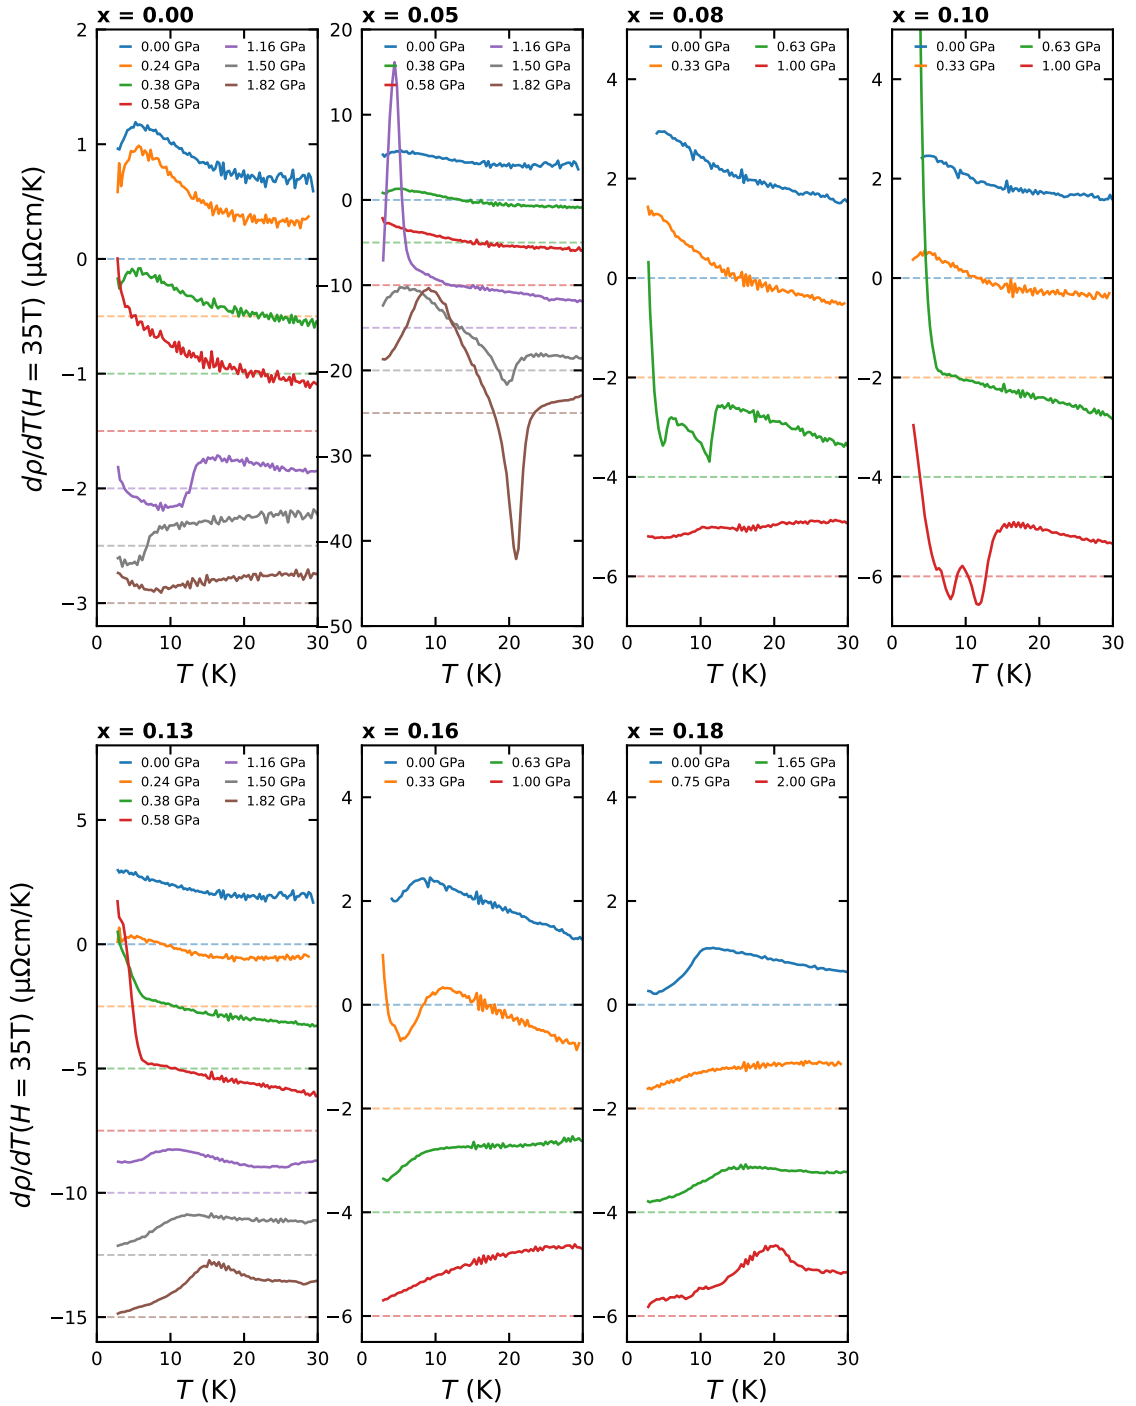 x = 0.00
x = 0.05
x = 0.08
x = 0.10
0.00 GPa
0.24 GPa
0.38 GPa
0.58 GPa
1.16 GPa
1.50 GPa
1.82 GPa
0.00 GPa
0.38 GPa
0.58 GPa
1.16 GPa
1.50 GPa
1.82 GPa
0.00 GPa
0.33 GPa
0.63 GPa
1.00 GPa
0.00 GPa
0.33 GPa
0.63 GPa
1.00 GPa
dρ/dT(H = 35T) (μΩcm/K)
2
1
0
−1
−2
−3
20
10
0
−10
−20
−30
−40
−50
4
2
0
−2
−4
−6
4
2
0
−2
−4
−6
0 10 20 30
0 10 20 30
0 10 20 30
0 10 20 30
T (K)
T (K)
T (K)
T (K)
x = 0.13
x = 0.16
x = 0.18
0.00 GPa
0.24 GPa
0.38 GPa
0.58 GPa
1.16 GPa
1.50 GPa
1.82 GPa
0.00 GPa
0.33 GPa
0.63 GPa
1.00 GPa
0.00 GPa
0.75 GPa
1.65 GPa
2.00 GPa
dρ/dT(H = 35T) (μΩcm/K)
5
0
−5
−10
−15
4
2
0
−2
−4
−6
4
2
0
−2
−4
−6
0 10 20 30
0 10 20 30
0 10 20 30
T (K)
T (K)
T (K)